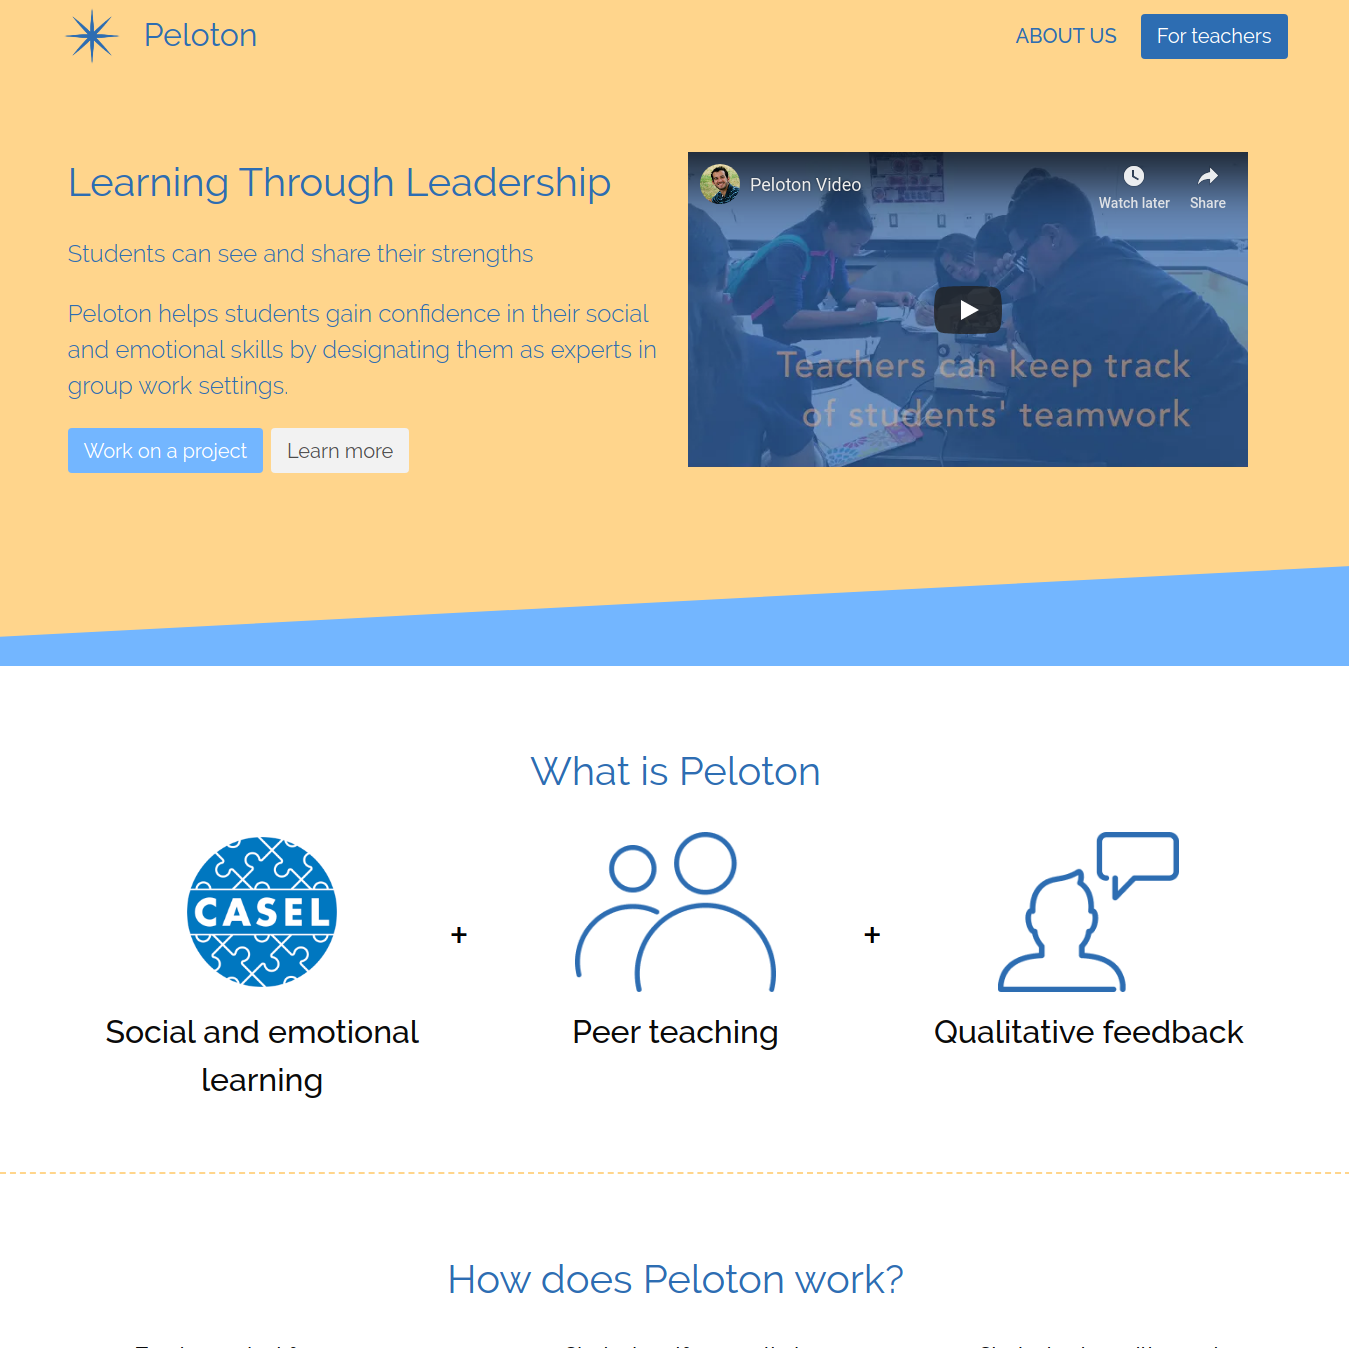 Peloton
ABOUT US
For teachers
Learning Through Leadership
Students can see and share their strengths
Peloton helps students gain confidence in their social
and emotional skills by designating them as experts in
group work settings.
Work on a project
Learn more
Peloton Video
Watch later
Share
Teachers can keep track
of students' teamwork
What is Peloton
CASEL
+
+
Social and emotional
learning
Peer teaching
Qualitative feedback
How does Peloton work?